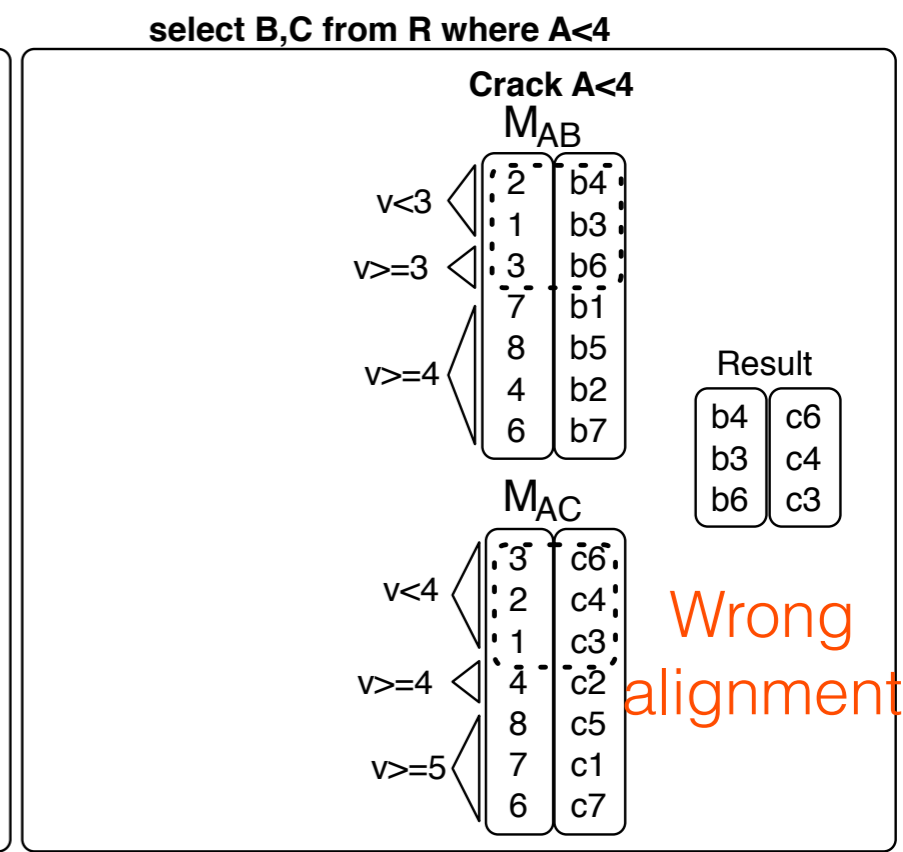 select B,C from R where A<4
Crack A<4
MAB
v<3
v>=3
v>=4
2 b4
1 b3
3 b6
7 b1
8 b5
4 b2
6 b7
Result
b4 c6
b3 c4
b6 c3
MAC
v<4
v>=4
v>=5
3 c6
2 c4
1 c3
4 c2
8 c5
7 c1
6 c7
Wrong
alignment